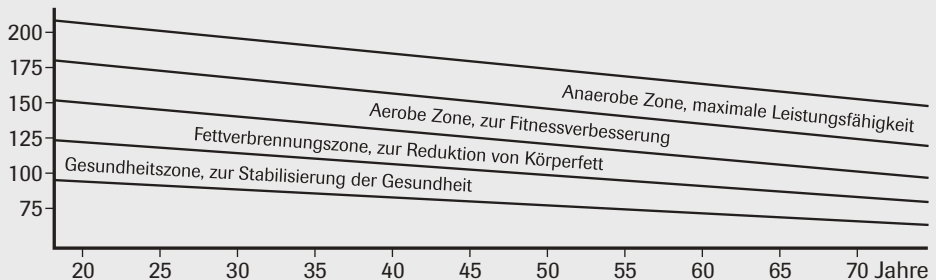 200
175
150
125
100
75
Anaerobe Zone, maximale Leistungsfähigkeit
Aerobe Zone, zur Fitnessverbesserung
Fettverbrennungszone, zur Reduktion von Körperfett
Gesundheitszone, zur Stabilisierung der Gesundheit
20 25 30 35 40 45 50 55 60 65 70 Jahre